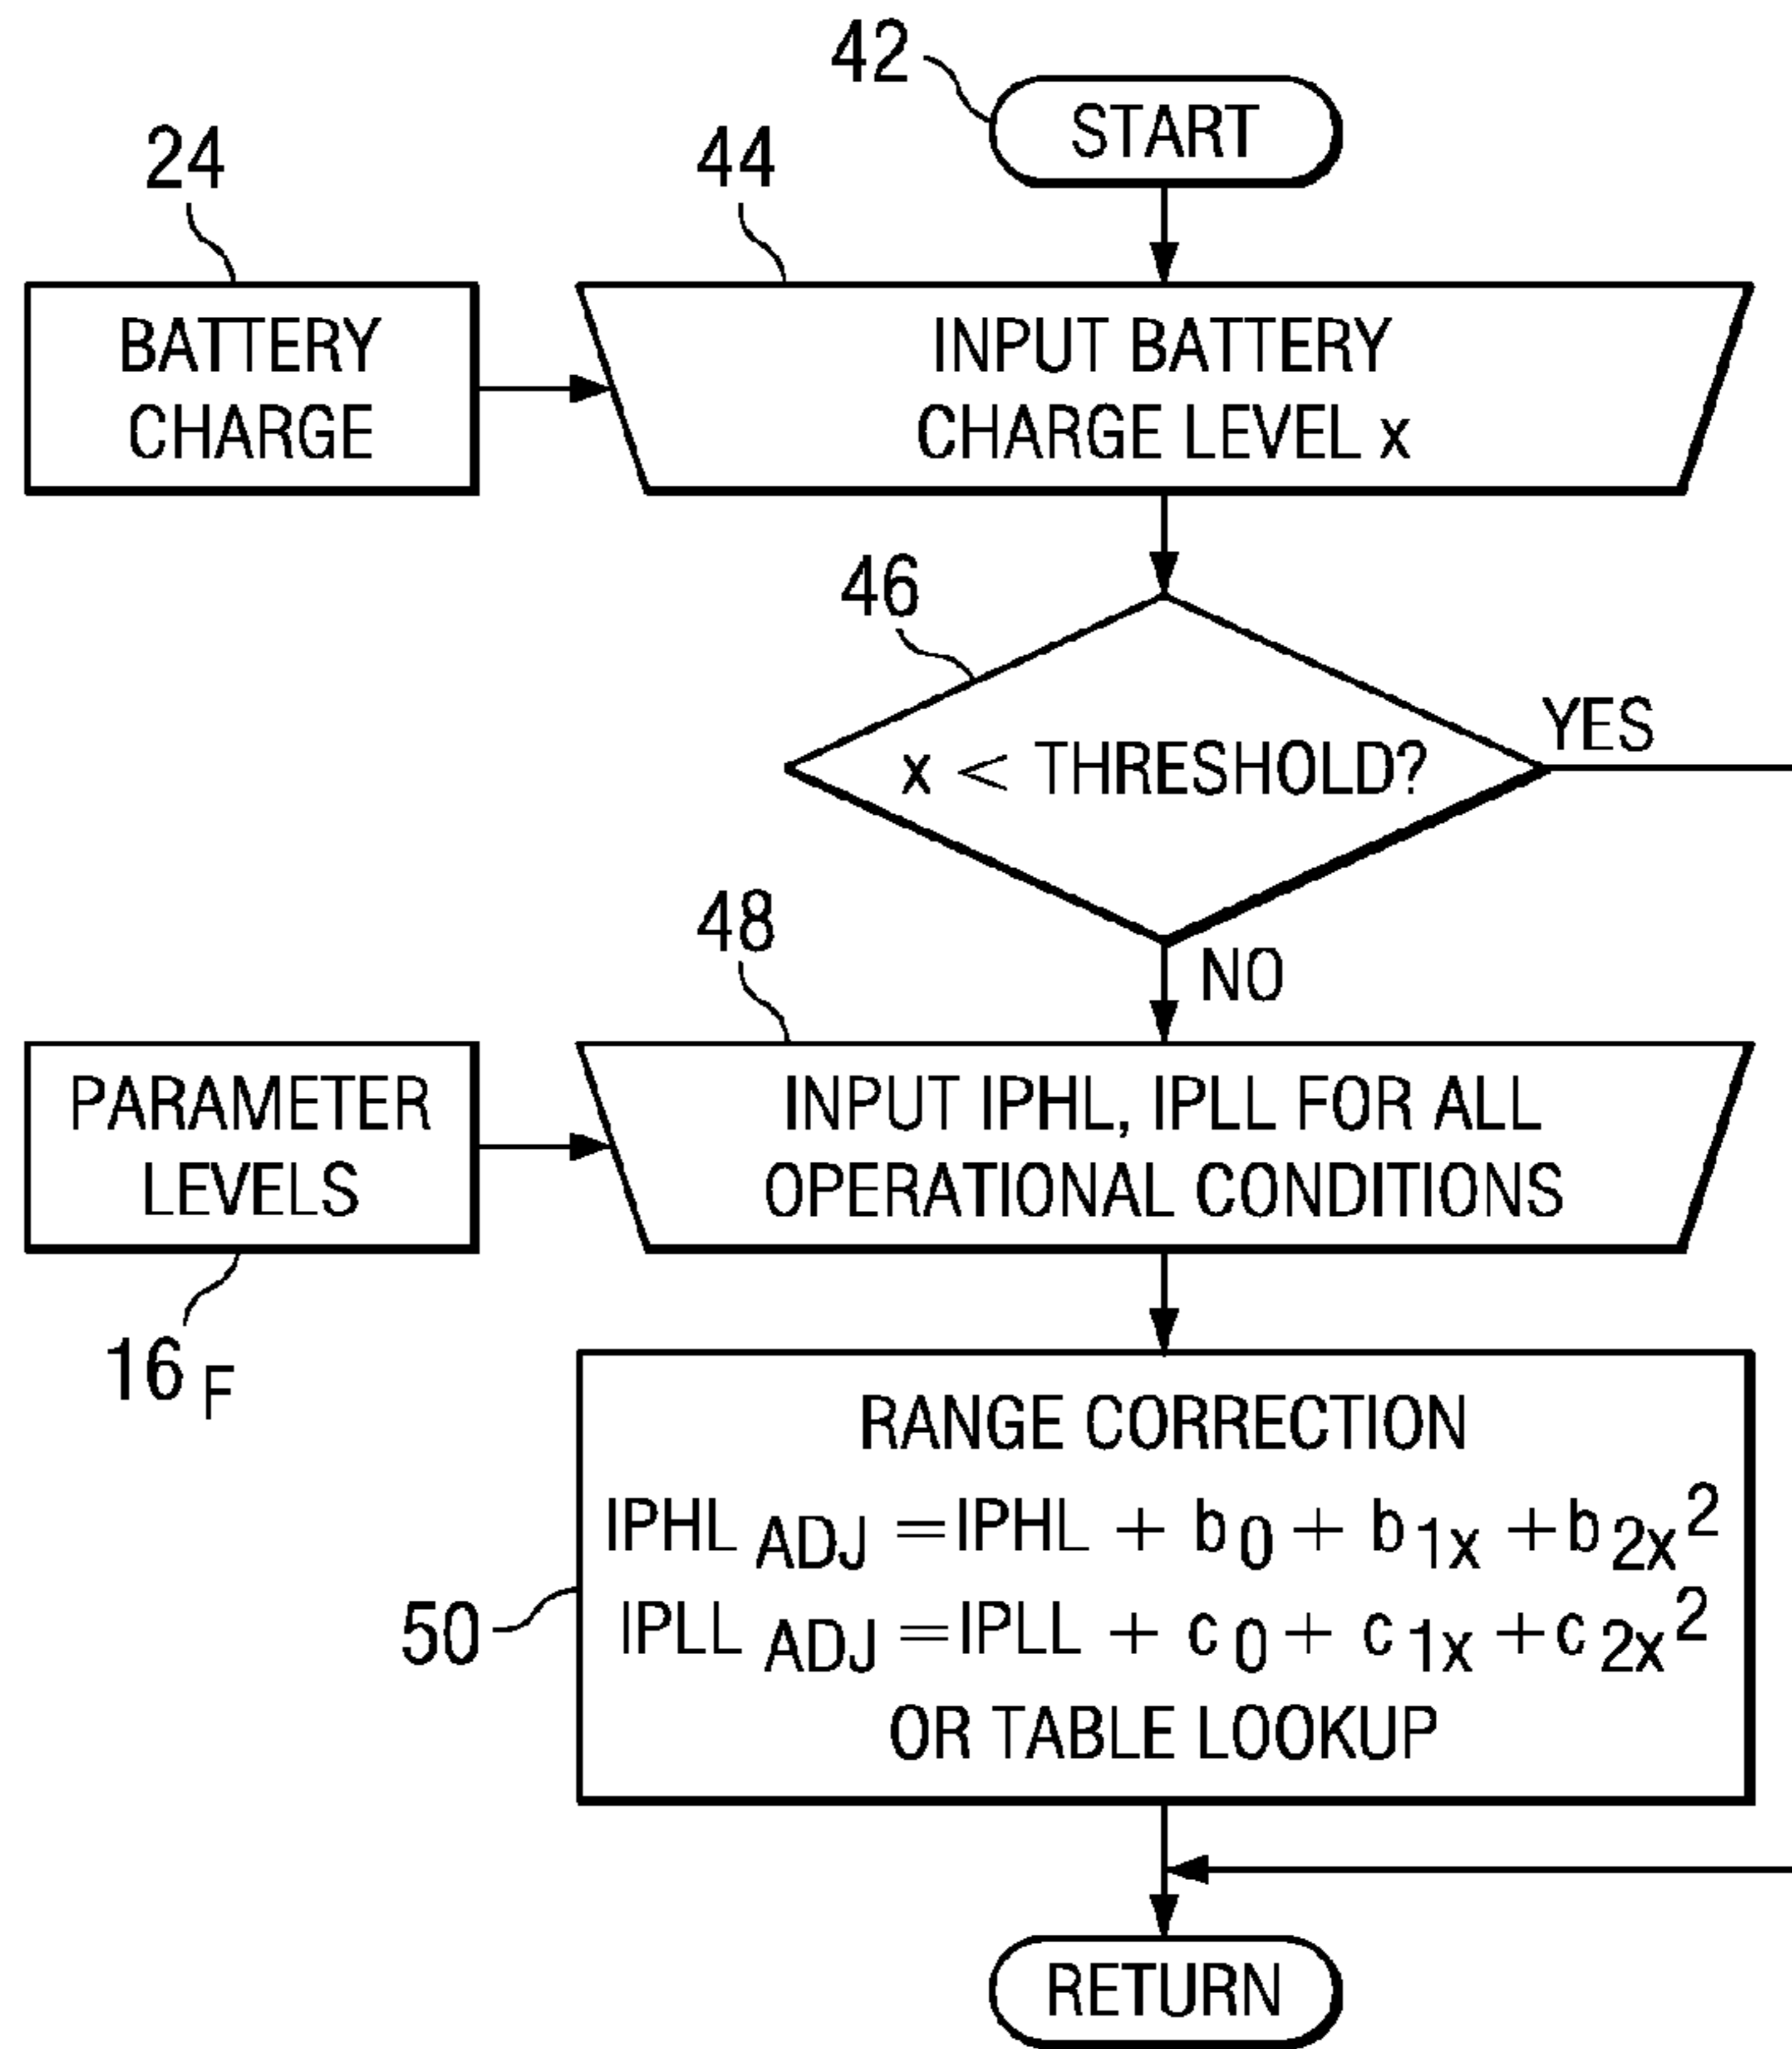 42
START
24
44
BATTERY
CHARGE
INPUT BATTERY
CHARGE LEVEL x
46
x < THRESHOLD?
YES
NO
48
PARAMETER
LEVELS
16 F
INPUT IPHL, IPLL FOR ALL
OPERATIONAL CONDITIONS
50
RANGE CORRECTION
IPHL ADJ =IPHL + b 0 + b 1x +b 2x 2
IPLL ADJ =IPLL + c 0 + c 1x +c 2x 2
OR TABLE LOOKUP
RETURN